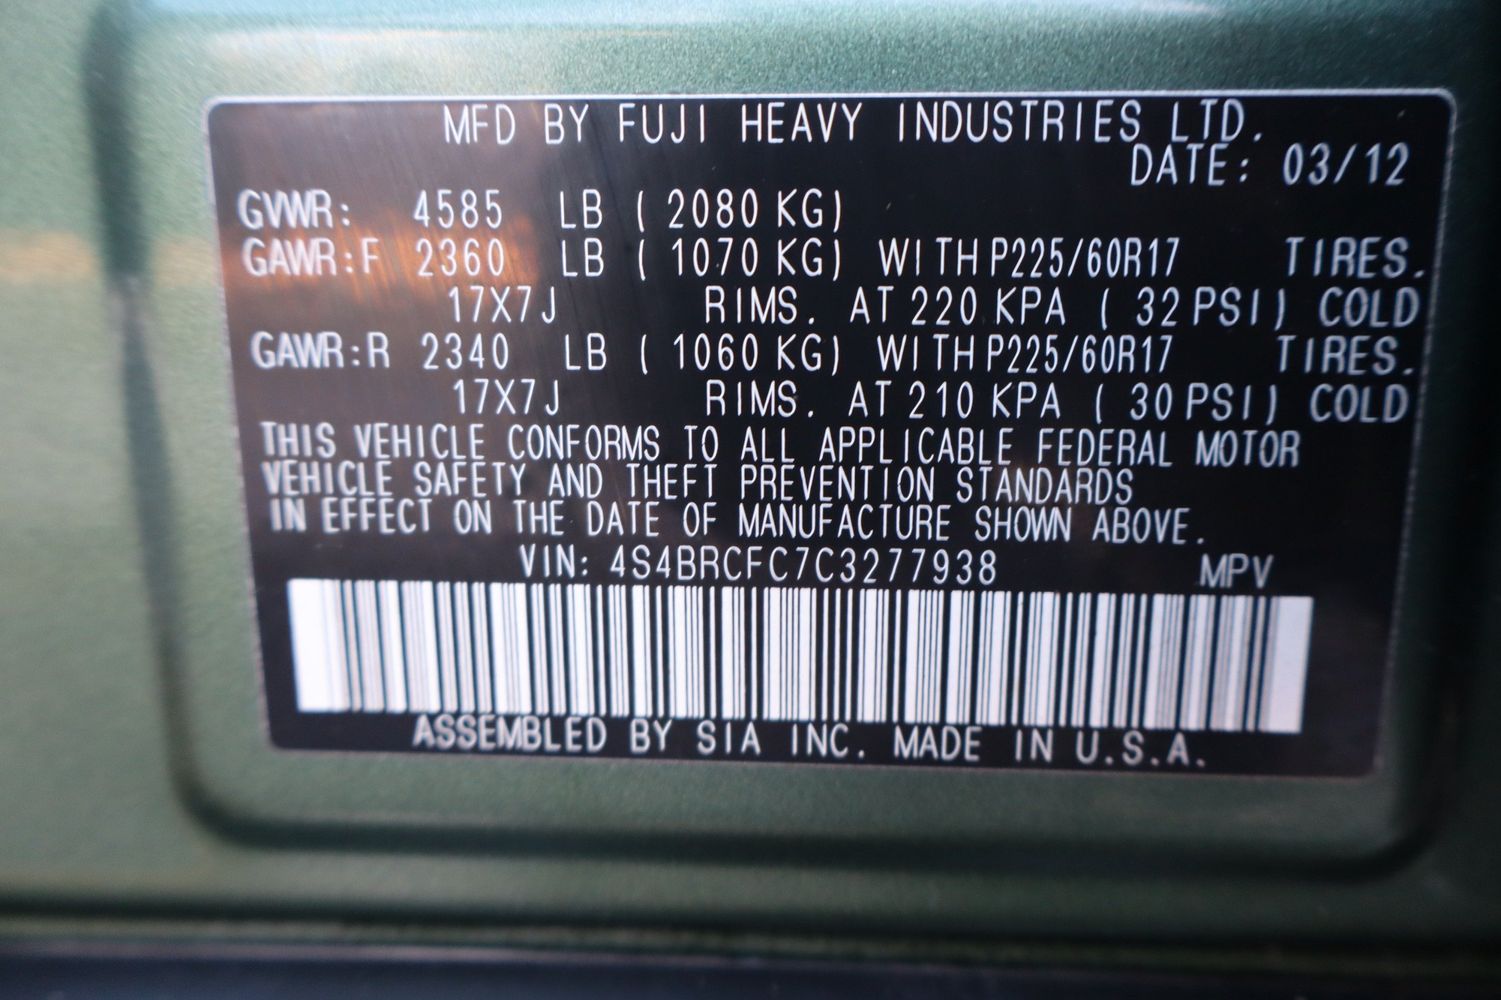 MFD BY FUJI HEAVY INDUSTRIES LTD.
DATE: 03/12
GVWR: 4585 LB ( 2080 KG)
GAWR:F 2360 LB ( 1070 KG) WITH P225/60R17 TIRES.
17X7J RIMS. AT 220 KPA ( 32 PSI) COLD
GAWR:R 2340 LB ( 1060 KG) WITH P225/60R17 TIRES.
17X7J RIMS. AT 210 KPA ( 30 PSI) COLD
THIS VEHICLE CONFORMS TO ALL APPLICABLE FEDERAL MOTOR
VEHICLE SAFETY AND THEFT PREVENTION STANDARDS
IN EFFECT ON THE DATE OF MANUFACTURE SHOWN ABOVE.
VIN: 4S4BRCFC7C3277938 MPV
ASSEMBLED BY SIA INC. MADE IN U.S.A.